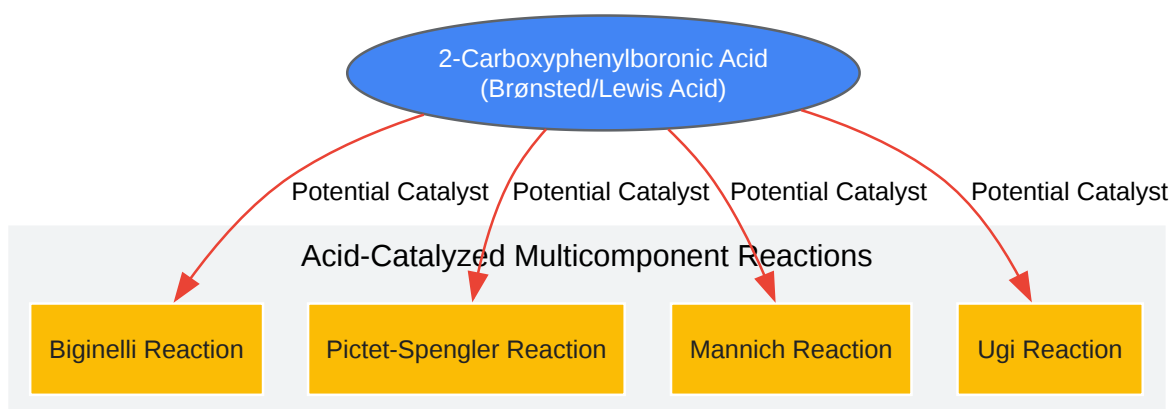 2-Carboxyphenylboronic Acid
(Brønsted/Lewis Acid)
Potential Catalyst
Potential Catalyst
Potential Catalyst
Potential Catalyst
Acid-Catalyzed Multicomponent Reactions
Biginelli Reaction
Pictet-Spengler Reaction
Mannich Reaction
Ugi Reaction